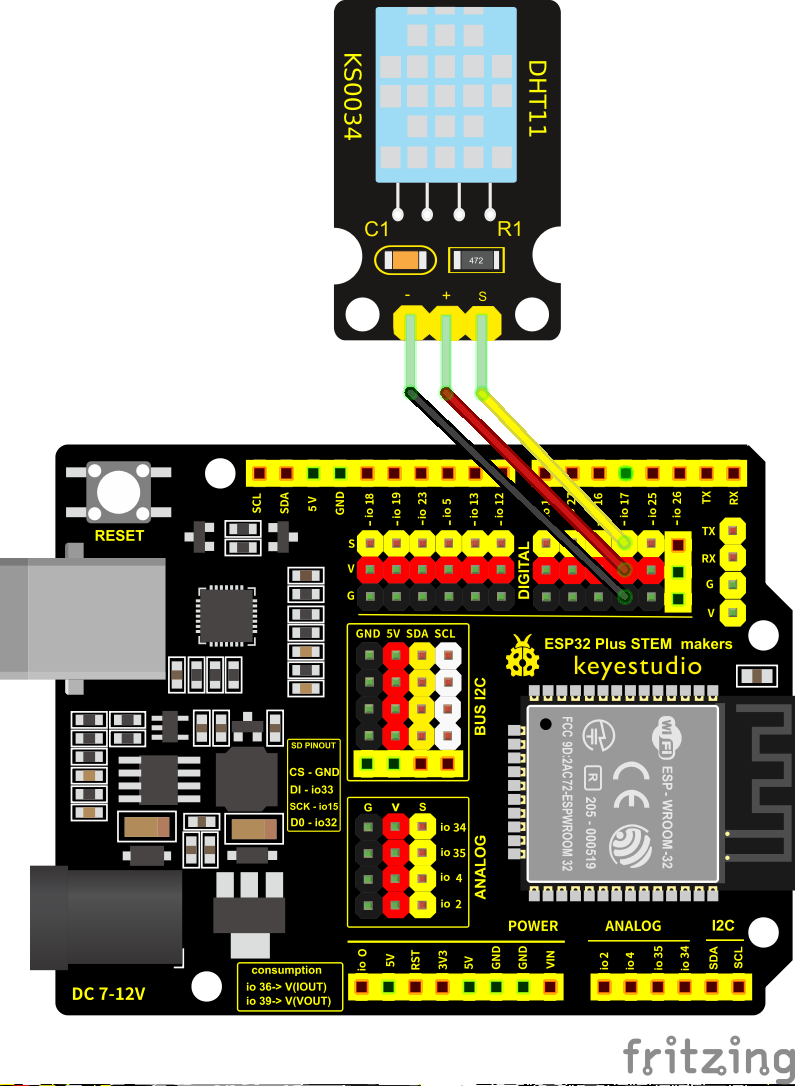 KS0034
DHT11
C1
R1
472
- + S
RESET
SCL
SDA
5V
GND
io 18
io 19
io 23
io 5
io 13
io 12
io 17
io 25
io 26
TX
RX
S
V
G
DIGITAL
TX
RX
G
V
GND 5V SDA SCL
BUS I2C
ESP32 Plus STEM makers
keyestudio
SD PINOUT
CS - GND
DI - io33
SCK - io15
D0 - io32
G V S
io 34
io 35
io 4
io 2
ANALOG
WiFi
ESP- WROOM -32
CE
R
205 - 000519
FCC 9D:2AC72-ESPWROOM 32
POWER
ANALOG
I2C
io 0
5V
RST
3V3
5V
GND
GND
VIN
io 2
io 4
io 35
io 34
SDA
SCL
DC 7-12V
consumption
io 36-> V(IOUT)
io 39-> V(VOUT)
fritzing